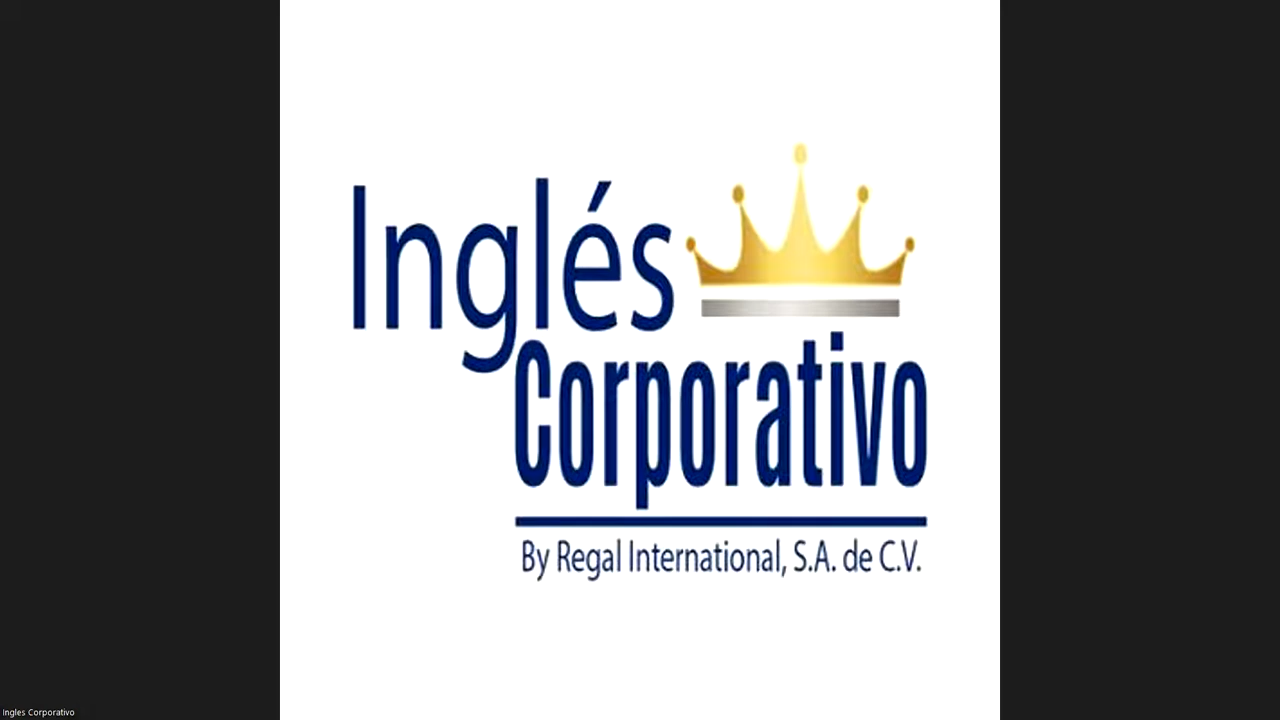 Inglés
Corporativo
By Regal International, S.A. de C.V.
Ingles Corporativo